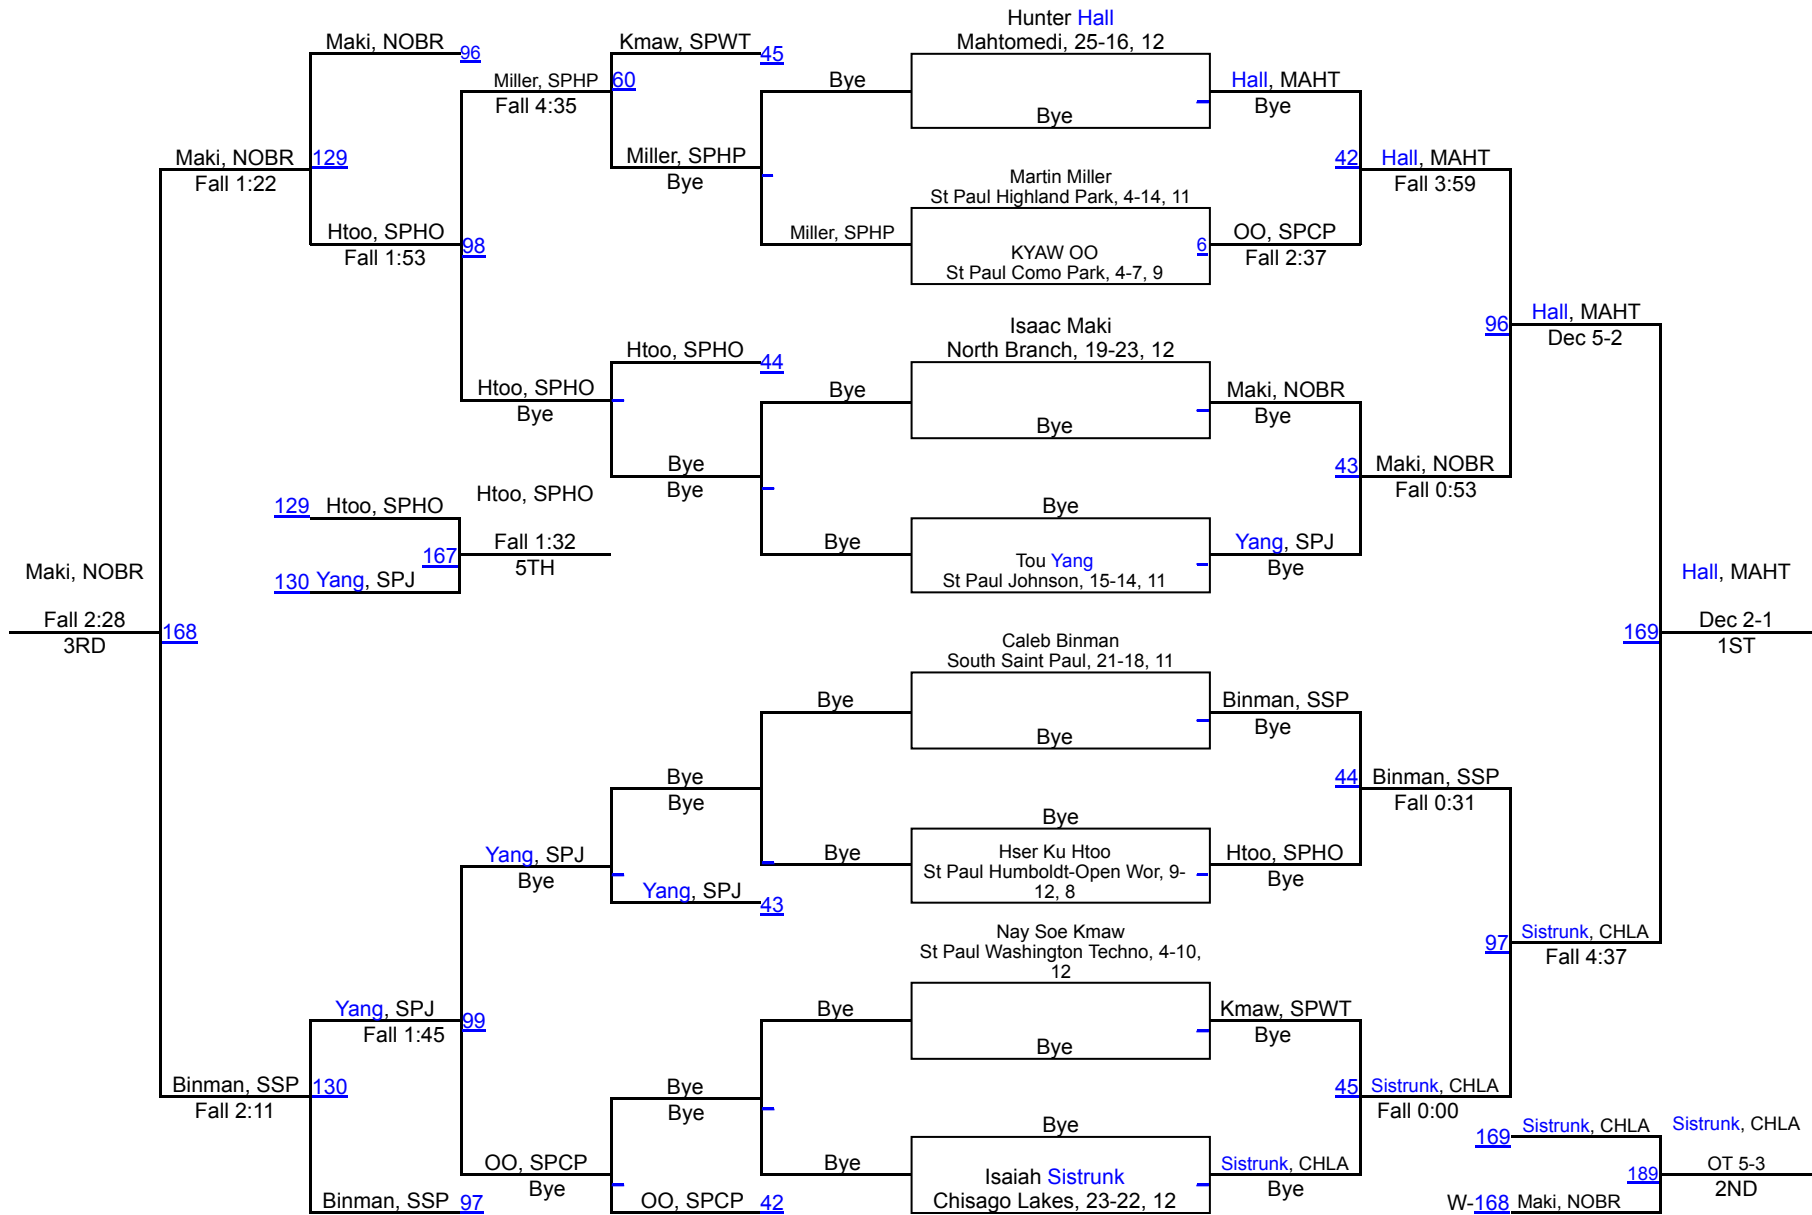 Hunter Hall
Mahtomedi, 25-16, 12
Maki, NOBR
96
Kmaw, SPWT
45
Miller, SPHP
60
Fall 4:35
Bye
Bye
Hall, MAHT
Bye
Maki, NOBR
129
Fall 1:22
Miller, SPHP
Bye
42
Hall, MAHT
Fall 3:59
Martin Miller
St Paul Highland Park, 4-14, 11
Htoo, SPHO
98
Fall 1:53
Miller, SPHP
KYAW OO
6
St Paul Como Park, 4-7, 9
OO, SPCP
Fall 2:37
Isaac Maki
North Branch, 19-23, 12
96
Hall, MAHT
Dec 5-2
Htoo, SPHO
44
Htoo, SPHO
Bye
Bye
Bye
Maki, NOBR
Bye
Bye
Bye
43
Maki, NOBR
Fall 0:53
129
Htoo, SPHO
Htoo, SPHO
Bye
167
Fall 1:32
5TH
Bye
Tou Yang
St Paul Johnson, 15-14, 11
Yang, SPJ
Bye
130
Yang, SPJ
Maki, NOBR
Fall 2:28
3RD
168
Hall, MAHT
169
Dec 2-1
1ST
Caleb Binman
South Saint Paul, 21-18, 11
Bye
Bye
Binman, SSP
Bye
Bye
Bye
44
Binman, SSP
Fall 0:31
Bye
Yang, SPJ
Bye
Bye
Hser Ku Htoo
St Paul Humboldt-Open Wor, 9-
12, 8
Htoo, SPHO
Bye
Yang, SPJ
43
Nay Soe Kmaw
St Paul Washington Techno, 4-10,
12
97
Sistrunk, CHLA
Fall 4:37
Yang, SPJ
99
Fall 1:45
Bye
Bye
Kmaw, SPWT
Bye
Binman, SSP
130
Fall 2:11
Bye
Bye
45
Sistrunk, CHLA
Fall 0:00
Bye
169
Sistrunk, CHLA
Sistrunk, CHLA
OO, SPCP
Bye
Bye
Isaiah Sistrunk
Chisago Lakes, 23-22, 12
Sistrunk, CHLA
Bye
189
OT 5-3
2ND
Binman, SSP
97
OO, SPCP
42
W-168
Maki, NOBR